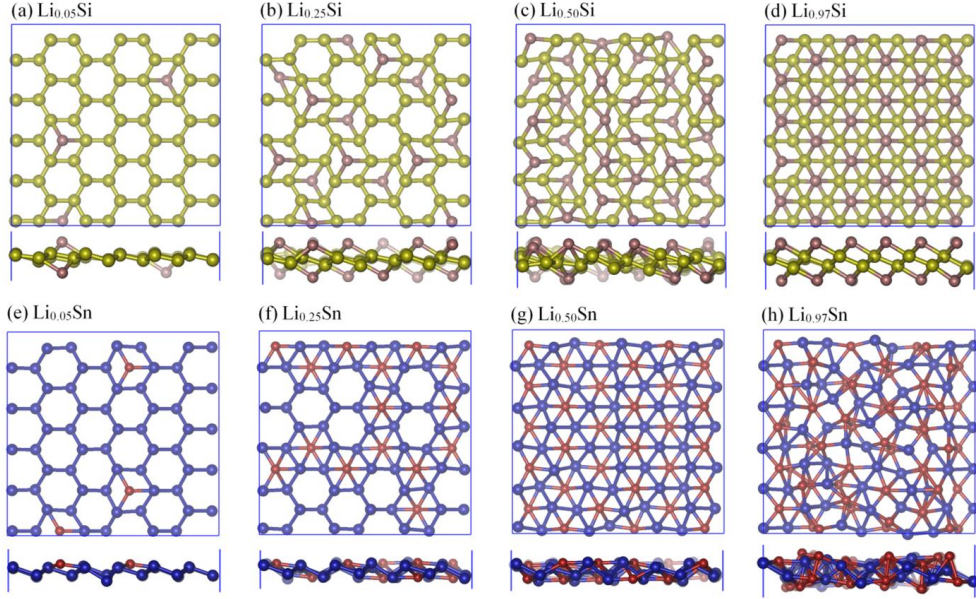 (a) Li0.05Si
(b) Li0.25Si
(c) Li0.50Si
(d) Li0.97Si
(e) Li0.05Sn
(f) Li0.25Sn
(g) Li0.50Sn
(h) Li0.97Sn